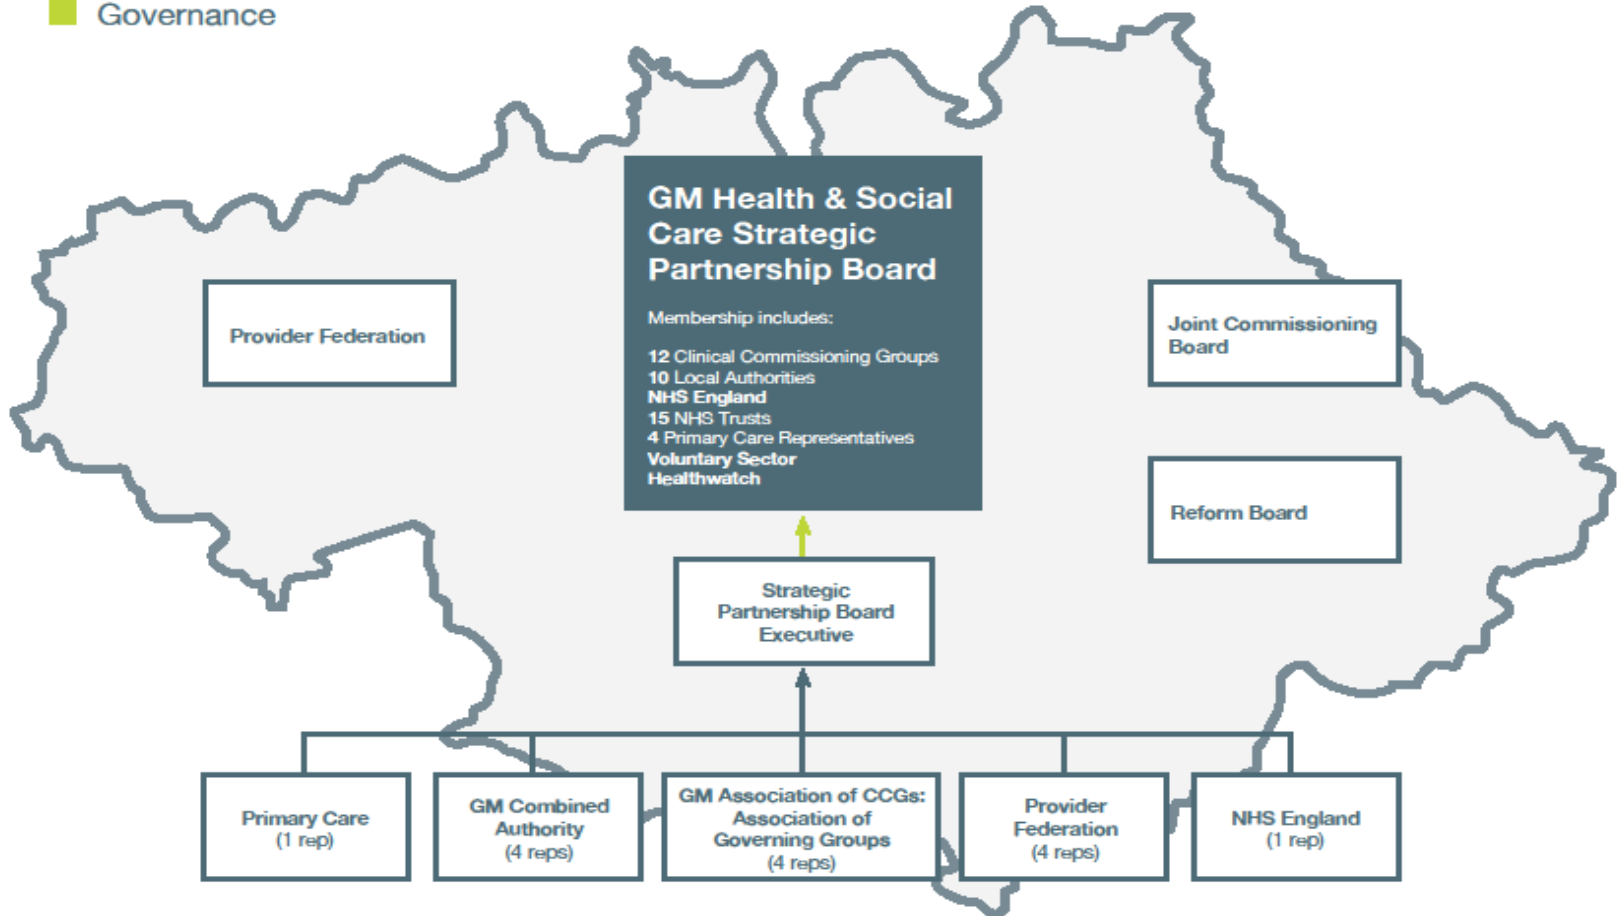 Governance
GM Health & Social
Care Strategic
Partnership Board
Membership includes:
12 Clinical Commissioning Groups
10 Local Authorities
NHS England
15 NHS Trusts
4 Primary Care Representatives
Voluntary Sector
Healthwatch
Provider Federation
Joint Commissioning
Board
Reform Board
Strategic
Partnership Board
Executive
Primary Care
(1 rep)
GM Combined
Authority
(4 reps)
GM Association of CCGs:
Association of
Governing Groups
(4 reps)
Provider
Federation
(4 reps)
NHS England
(1 rep)